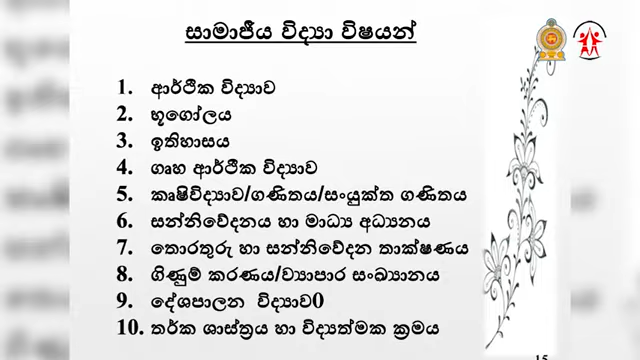 සාමාජීය විද්‍යා විෂයන්
1. ආර්ථික විද්‍යාව
2. භූගෝලය
3. ඉතිහාසය
4. ගෘහ ආර්ථික විද්‍යාව
5. කෘෂිවිද්‍යාව/ගණිතය/සංයුක්ත ගණිතය
6. සන්නිවේදනය හා මාධ්‍ය අධ්‍යනය
7. තොරතුරු හා සන්නිවේදන තාක්ෂණය
8. ගිණුම් කරණය/ව්‍යාපාර සංඛ්‍යානය
9. දේශපාලන විද්‍යාව0
10. තර්ක ශාස්ත්‍රය හා විද්‍යත්මක ක්‍රමය
15